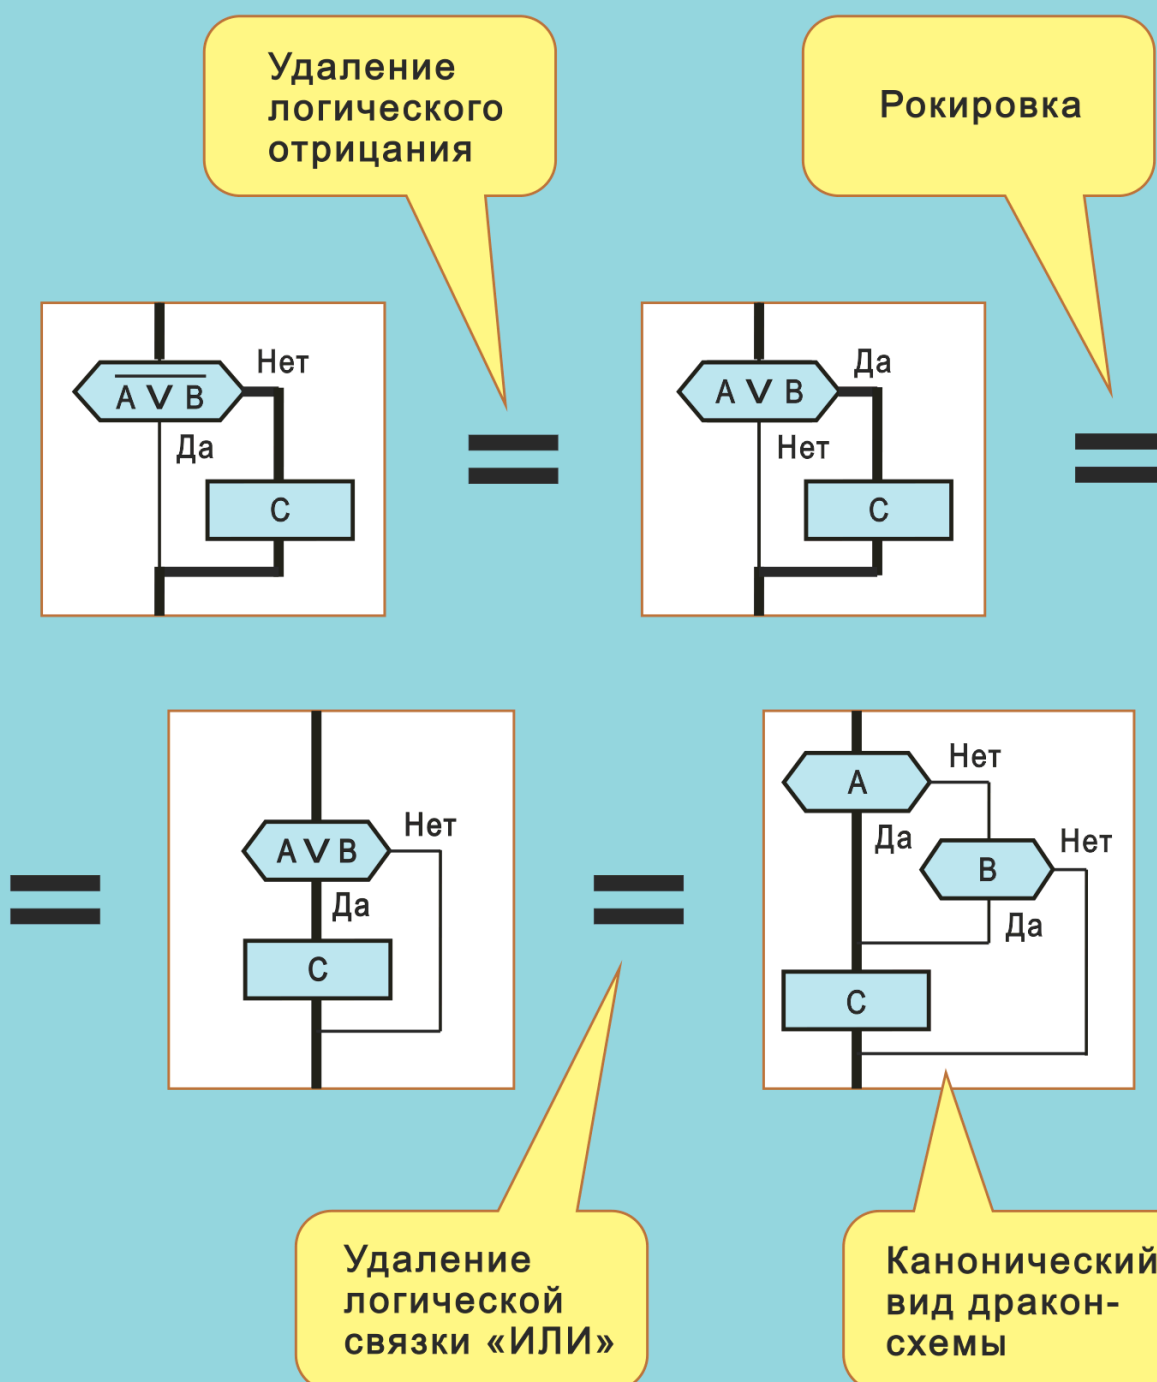 Удаление
логического
отрицания
Рокировка
A V B
Нет
Да
C
A V B
Да
Нет
C
A V B
Нет
Да
C
A
Нет
Да
B
Нет
Да
C
Удаление
логической
связки «ИЛИ»
Канонический
вид дракон-
схемы